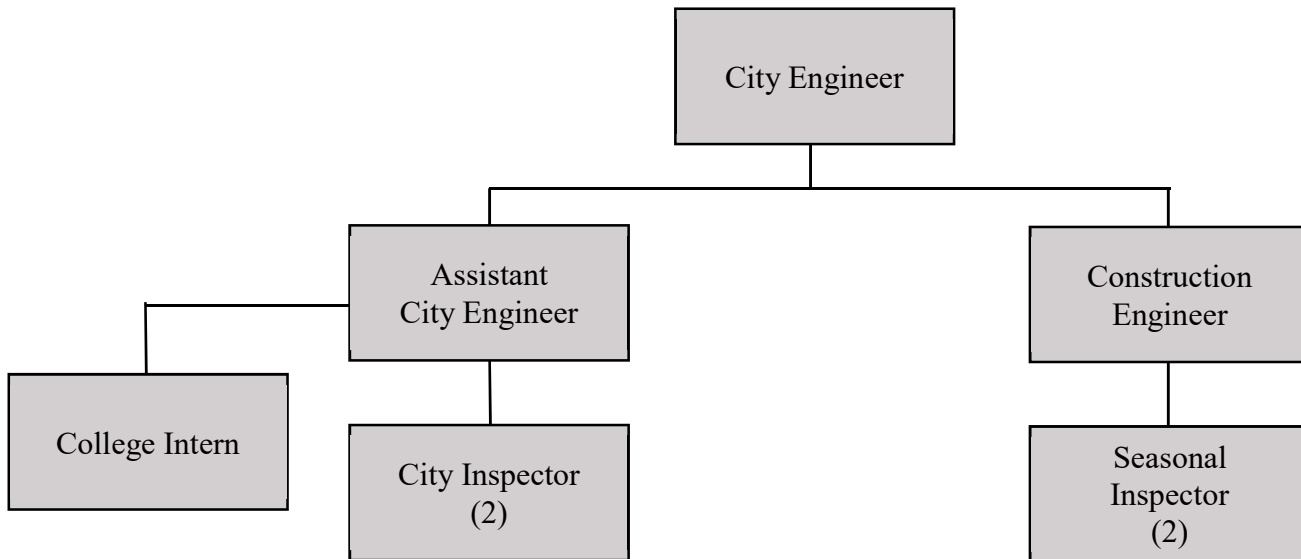 City Engineer
Assistant
City Engineer
Construction
Engineer
College Intern
City Inspector
(2)
Seasonal
Inspector
(2)